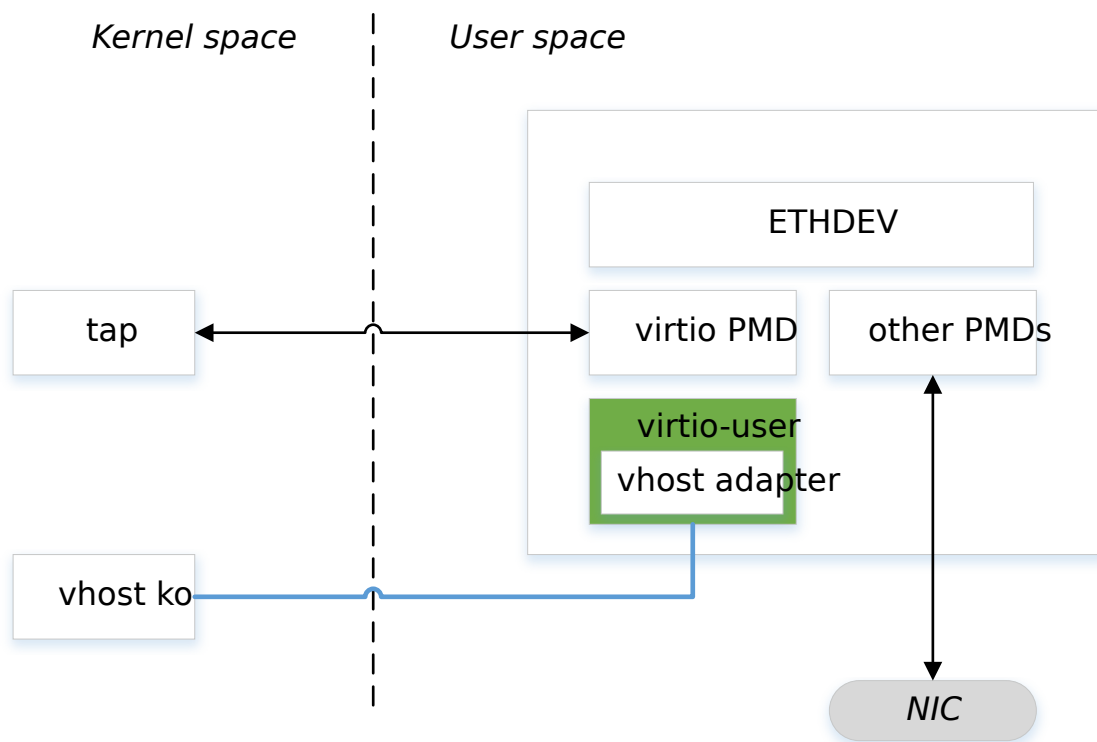 Kernel space
User space
ETHDEV
tap
virtio PMD
other PMDs
virtio-user
vhost adapter
vhost ko
NIC